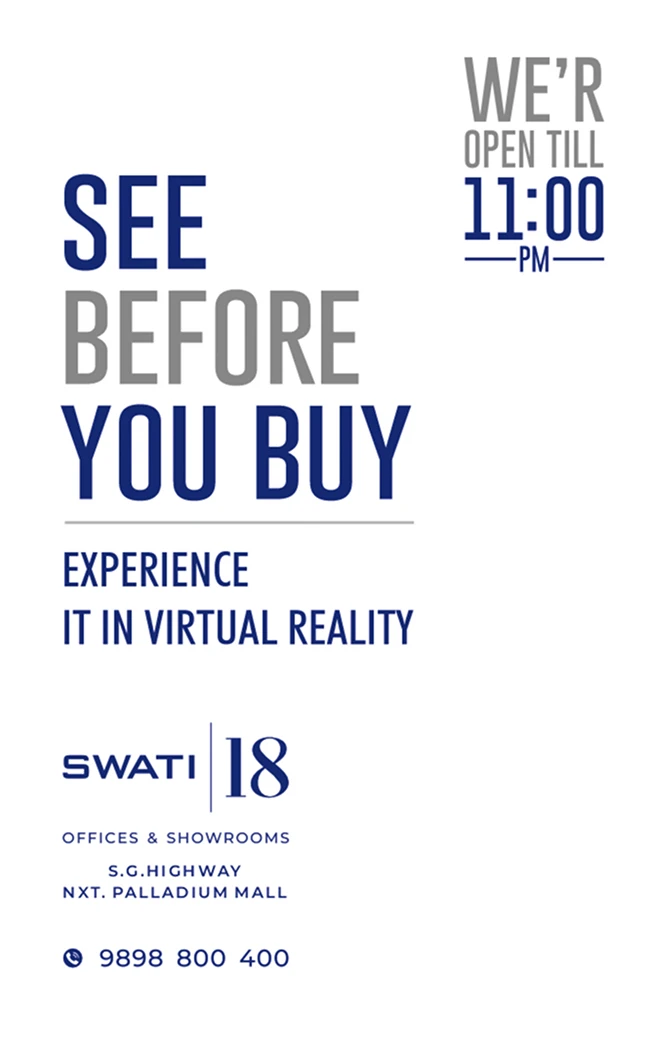 WE'R
OPEN TILL
11:00
PM
SEE
BEFORE
YOU BUY
EXPERIENCE
IT IN VIRTUAL REALITY
SWATI 18
OFFICES & SHOWROOMS
S.G.HIGHWAY
NXT. PALLADIUM MALL
9898 800 400